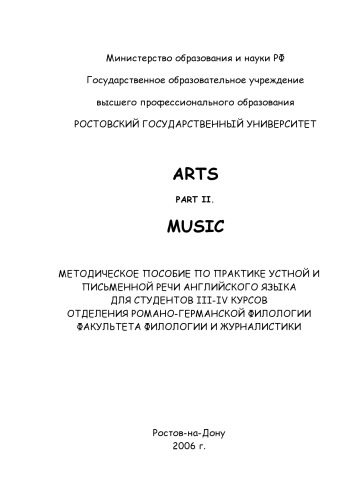 Министерство образования и науки РФ
Государственное образовательное учреждение
высшего профессионального образования
РОСТОВСКИЙ ГОСУДАРСТВЕННЫЙ УНИВЕРСИТЕТ
ARTS
PART II.
MUSIC
МЕТОДИЧЕСКОЕ ПОСОБИЕ ПО ПРАКТИКЕ УСТНОЙ И
ПИСЬМЕННОЙ РЕЧИ АНГЛИЙСКОГО ЯЗЫКА
ДЛЯ СТУДЕНТОВ III-IV КУРСОВ
ОТДЕЛЕНИЯ РОМАНО-ГЕРМАНСКОЙ ФИЛОЛОГИИ
ФАКУЛЬТЕТА ФИЛОЛОГИИ И ЖУРНАЛИСТИКИ
Ростов-на-Дону
2006 г.